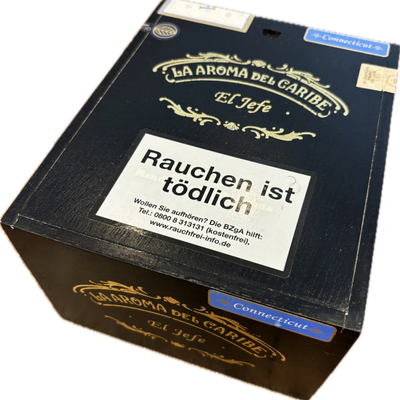 Connecticut
LA AROMA DEL CARIBE
El Jefe
Rauchen ist
tödlich
Wollen Sie aufhören? Die BZgA hilft:
Tel.: 0800 8 313131 (kostenfrei),
www.rauchfrei-info.de
Connecticut
LA AROMA DEL CARIBE
El Jefe